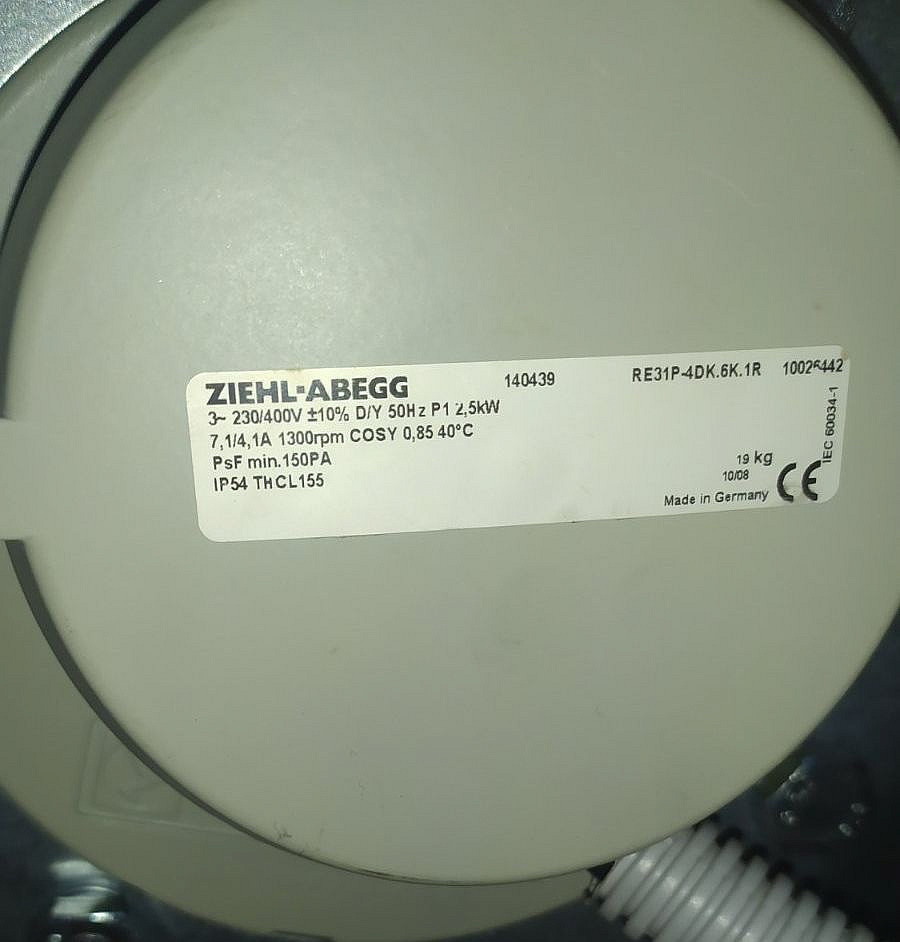 ZIEHL-ABEGG 140439 RE31P-4DK.6K.1R 10026442
3~ 230/400V ±10% D/Y 50Hz P1 2,5kW
7,1/4,1A 1300rpm COSY 0,85 40°C
PsF min.150PA
IP54 THCL155
19 kg
10/08
Made in Germany CE
IEC 60034-1